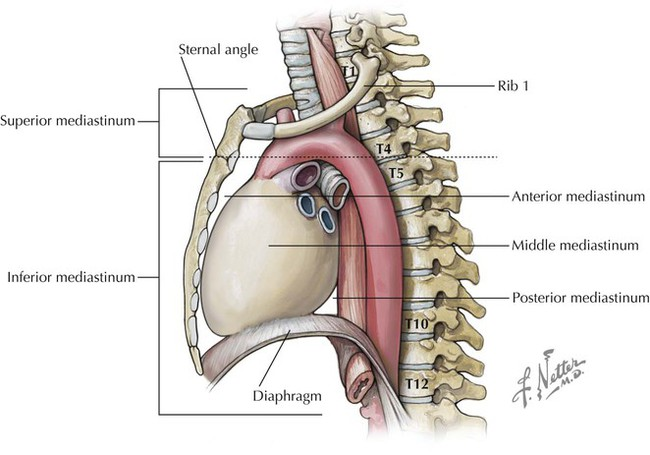 Sternal angle
T1
Rib 1
Superior mediastinum
T4
T5
Anterior mediastinum
Middle mediastinum
Inferior mediastinum
Posterior mediastinum
T10
T12
Diaphragm
F. Netter
M.D.